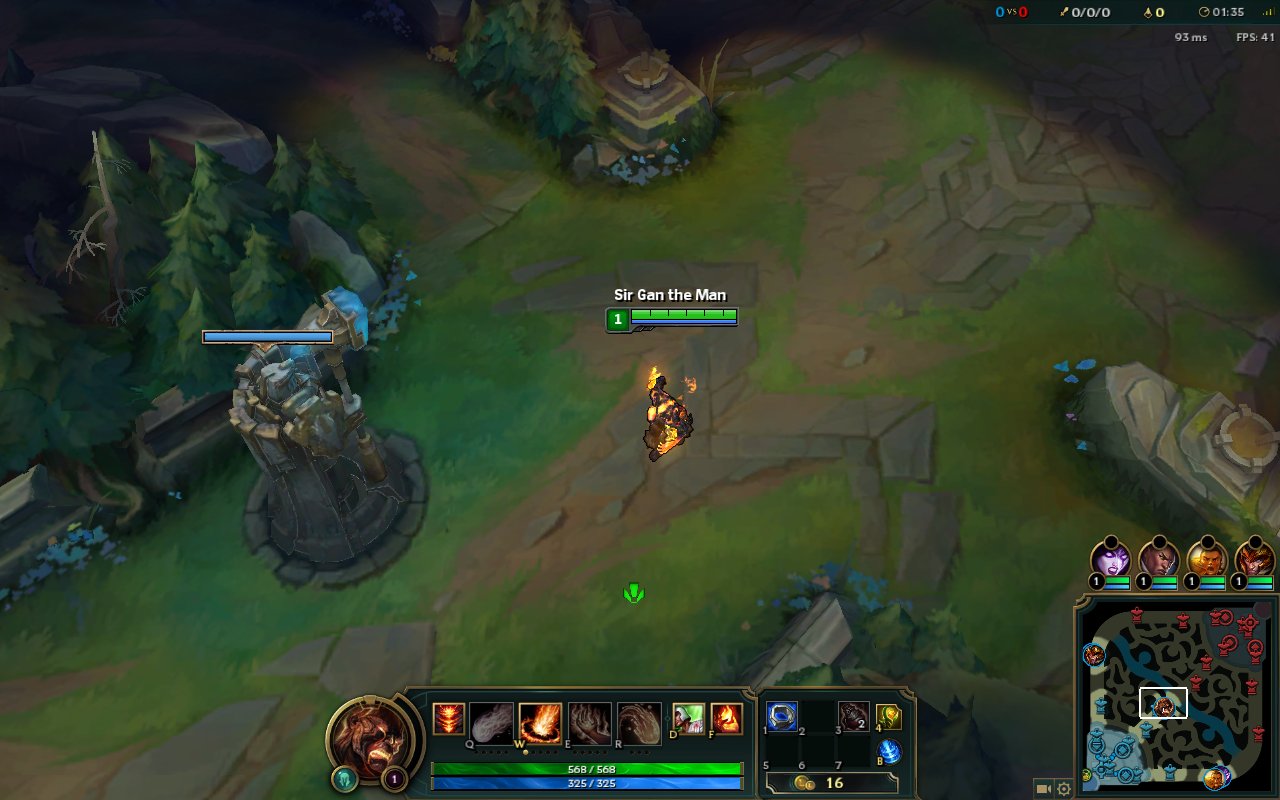 0 vs 0 0/0/0 0 01:35
93 ms FPS: 41
Sir Gan the Man
1
1 1 1 1
Q W E R D F
1 2 3 2 4
568 / 568
325 / 325
5 6 7 B
1
16